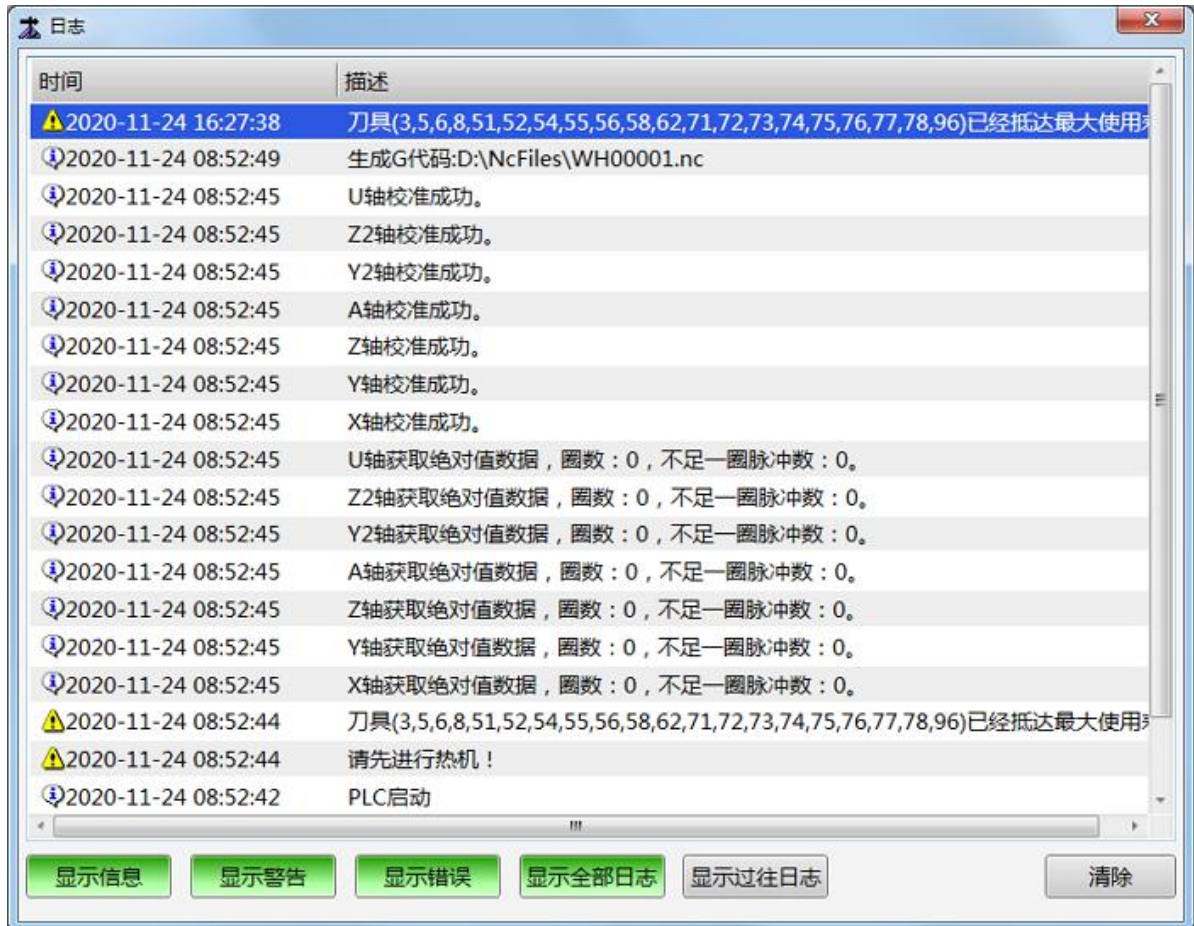 日志
时间 描述
2020-11-24 16:27:38 刀具(3,5,6,8,51,52,54,55,56,58,62,71,72,73,74,75,76,77,78,96)已经抵达最大使用
2020-11-24 08:52:49 生成G代码:D:\NcFiles\WH00001.nc
2020-11-24 08:52:45 U轴校准成功。
2020-11-24 08:52:45 Z2轴校准成功。
2020-11-24 08:52:45 Y2轴校准成功。
2020-11-24 08:52:45 A轴校准成功。
2020-11-24 08:52:45 Z轴校准成功。
2020-11-24 08:52:45 Y轴校准成功。
2020-11-24 08:52:45 X轴校准成功。
2020-11-24 08:52:45 U轴获取绝对值数据，圈数：0，不足一圈脉冲数：0。
2020-11-24 08:52:45 Z2轴获取绝对值数据，圈数：0，不足一圈脉冲数：0。
2020-11-24 08:52:45 Y2轴获取绝对值数据，圈数：0，不足一圈脉冲数：0。
2020-11-24 08:52:45 A轴获取绝对值数据，圈数：0，不足一圈脉冲数：0。
2020-11-24 08:52:45 Z轴获取绝对值数据，圈数：0，不足一圈脉冲数：0。
2020-11-24 08:52:45 Y轴获取绝对值数据，圈数：0，不足一圈脉冲数：0。
2020-11-24 08:52:45 X轴获取绝对值数据，圈数：0，不足一圈脉冲数：0。
2020-11-24 08:52:44 刀具(3,5,6,8,51,52,54,55,56,58,62,71,72,73,74,75,76,77,78,96)已经抵达最大使用
2020-11-24 08:52:44 请先进行热机！
2020-11-24 08:52:42 PLC启动
显示信息 显示警告 显示错误 显示全部日志 显示过往日志 清除